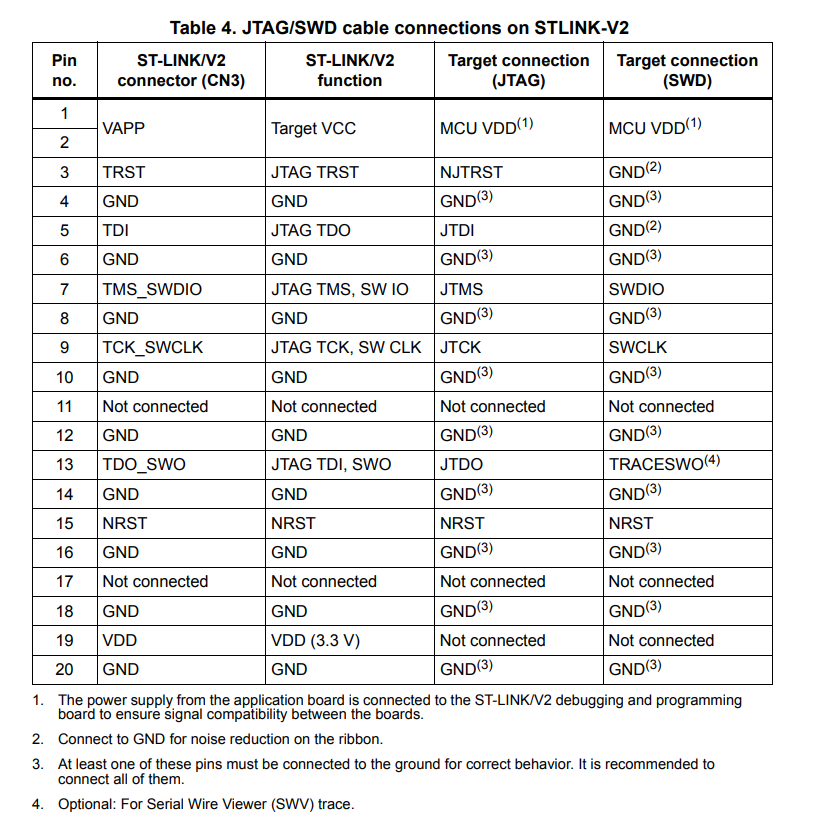 Table 4. JTAG/SWD cable connections on STLINK-V2
Pin no. ST-LINK/V2 connector (CN3) ST-LINK/V2 function Target connection (JTAG) Target connection (SWD)
1
2 VAPP Target VCC MCU VDD(1) MCU VDD(1)
3 TRST JTAG TRST NJTRST GND(2)
4 GND GND GND(3) GND(3)
5 TDI JTAG TDO JTDI GND(2)
6 GND GND GND(3) GND(3)
7 TMS_SWDIO JTAG TMS, SW IO JTMS SWDIO
8 GND GND GND(3) GND(3)
9 TCK_SWCLK JTAG TCK, SW CLK JTCK SWCLK
10 GND GND GND(3) GND(3)
11 Not connected Not connected Not connected Not connected
12 GND GND GND(3) GND(3)
13 TDO_SWO JTAG TDI, SWO JTDO TRACESWO(4)
14 GND GND GND(3) GND(3)
15 NRST NRST NRST NRST
16 GND GND GND(3) GND(3)
17 Not connected Not connected Not connected Not connected
18 GND GND GND(3) GND(3)
19 VDD VDD (3.3 V) Not connected Not connected
20 GND GND GND(3) GND(3)
1. The power supply from the application board is connected to the ST-LINK/V2 debugging and programming
board to ensure signal compatibility between the boards.
2. Connect to GND for noise reduction on the ribbon.
3. At least one of these pins must be connected to the ground for correct behavior. It is recommended to
connect all of them.
4. Optional: For Serial Wire Viewer (SWV) trace.